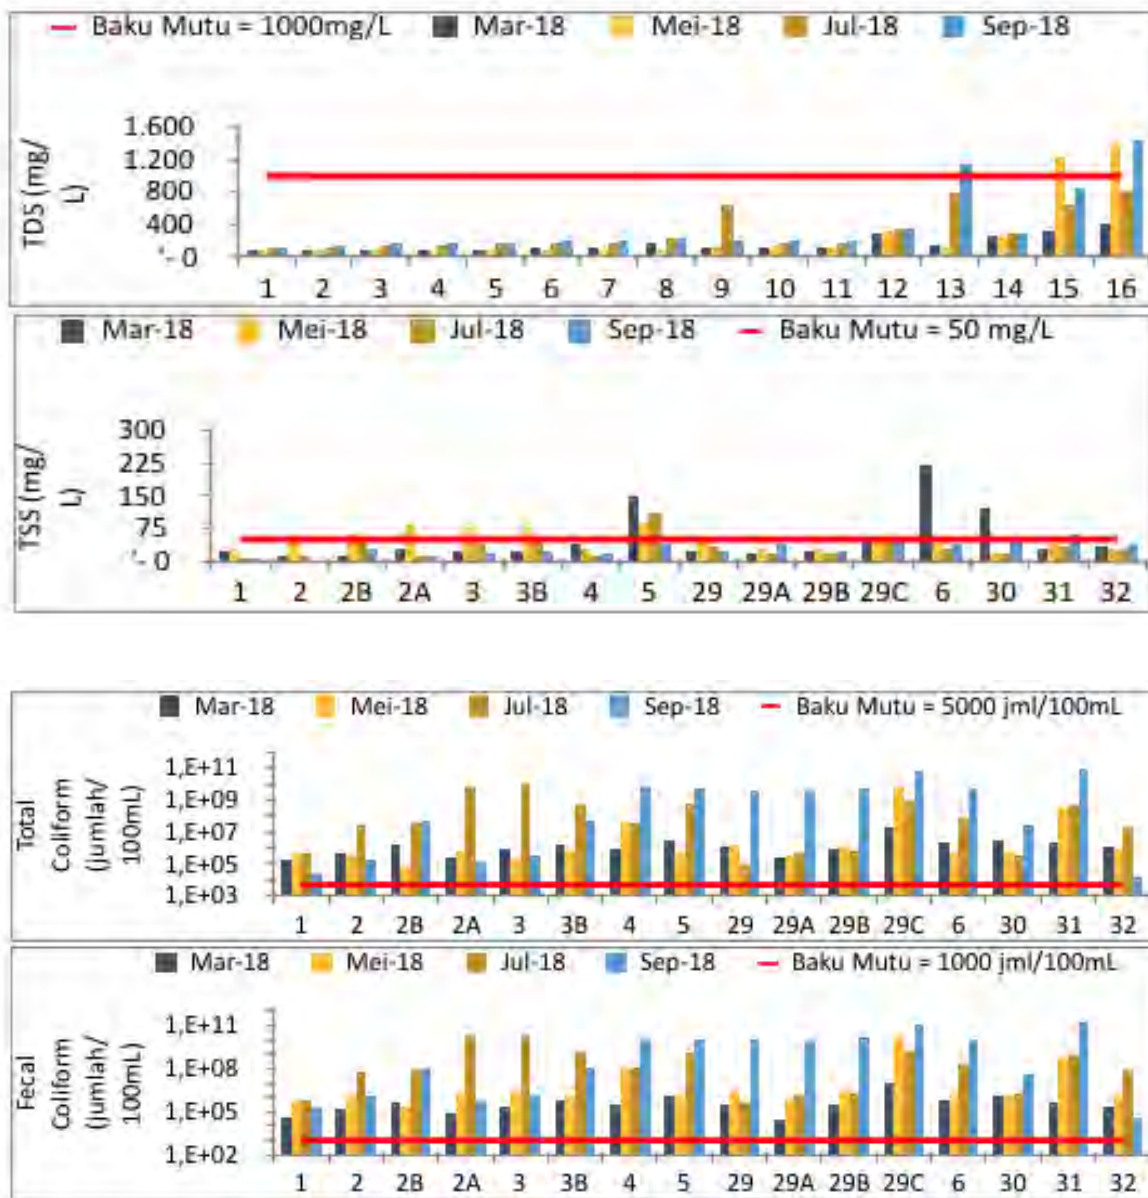 Baku Mutu = 1000mg/L Mar-18 Mei-18 Jul-18 Sep-18
TDS (mg/
L)
1.600
1.200
800
400
'- 0
1 2 3 4 5 6 7 8 9 10 11 12 13 14 15 16
Mar-18 Mei-18 Jul-18 Sep-18 Baku Mutu = 50 mg/L
TSS (mg/
L)
300
225
150
75
'- 0
1 2 2B 2A 3 3B 4 5 29 29A 29B 29C 6 30 31 32
Mar-18 Mei-18 Jul-18 Sep-18 Baku Mutu = 5000 jml/100mL
Total
Coliform
(jumlah/
100mL)
1,E+11
1,E+09
1,E+07
1,E+05
1,E+03
1 2 2B 2A 3 3B 4 5 29 29A 29B 29C 6 30 31 32
Mar-18 Mei-18 Jul-18 Sep-18 Baku Mutu = 1000 jml/100mL
Fecal
Coliform
(jumlah/
100mL)
1,E+11
1,E+08
1,E+05
1,E+02
1 2 2B 2A 3 3B 4 5 29 29A 29B 29C 6 30 31 32